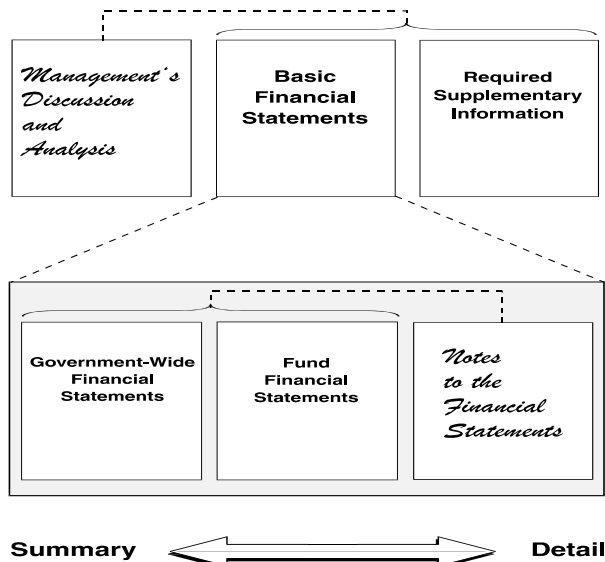 Management's
Discussion
and
Analysis
Basic
Financial
Statements
Required
Supplementary
Information
Government-Wide
Financial
Statements
Fund
Financial
Statements
Notes
to the
Financial
Statements
Summary
Detail